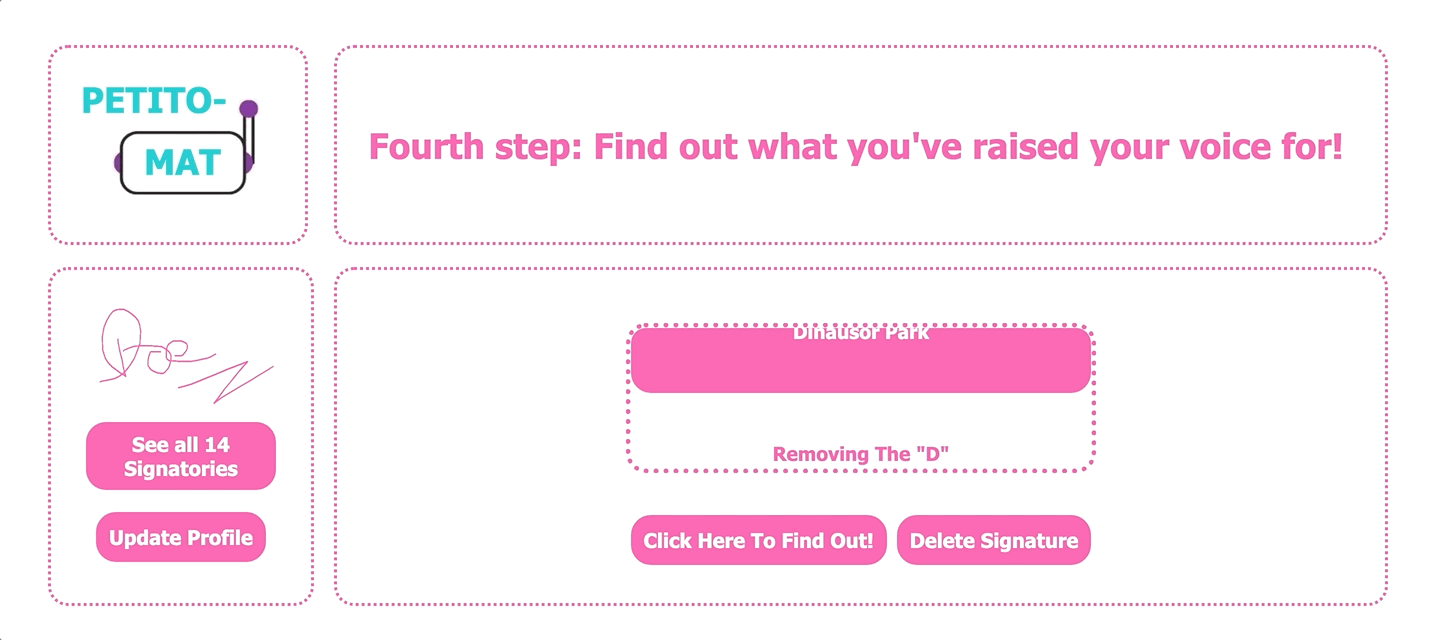 PETITO-
MAT
Fourth step: Find out what you've raised your voice for!
See all 14
Signatories
Update Profile
Dinausor Park
Removing The "D"
Click Here To Find Out!
Delete Signature